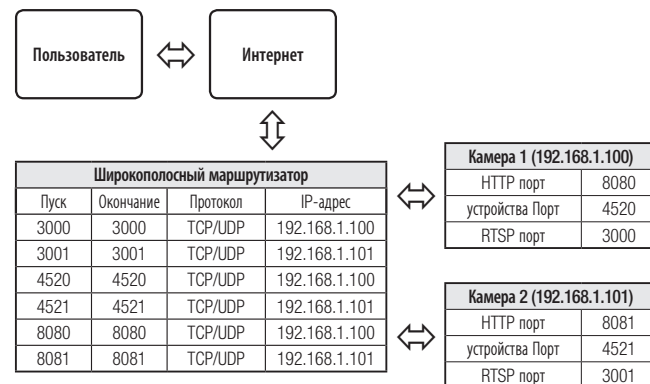 Пользователь
Интернет
Широкополосный маршрутизатор
Пуск Окончание Протокол IP-адрес
3000 3000 TCP/UDP 192.168.1.100
3001 3001 TCP/UDP 192.168.1.101
4520 4520 TCP/UDP 192.168.1.100
4521 4521 TCP/UDP 192.168.1.101
8080 8080 TCP/UDP 192.168.1.100
8081 8081 TCP/UDP 192.168.1.101
Камера 1 (192.168.1.100)
HTTP порт 8080
устройства Порт 4520
RTSP порт 3000
Камера 2 (192.168.1.101)
HTTP порт 8081
устройства Порт 4521
RTSP порт 3001